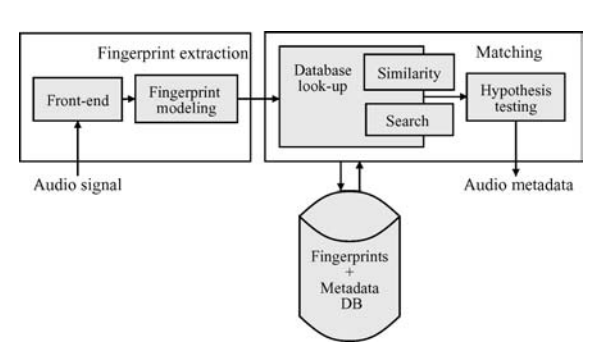 Fingerprint extraction
Front-end
Fingerprint
modeling
Audio signal
Matching
Database
look-up
Similarity
Search
Hypothesis
testing
Audio metadata
Fingerprints
+
Metadata
DB